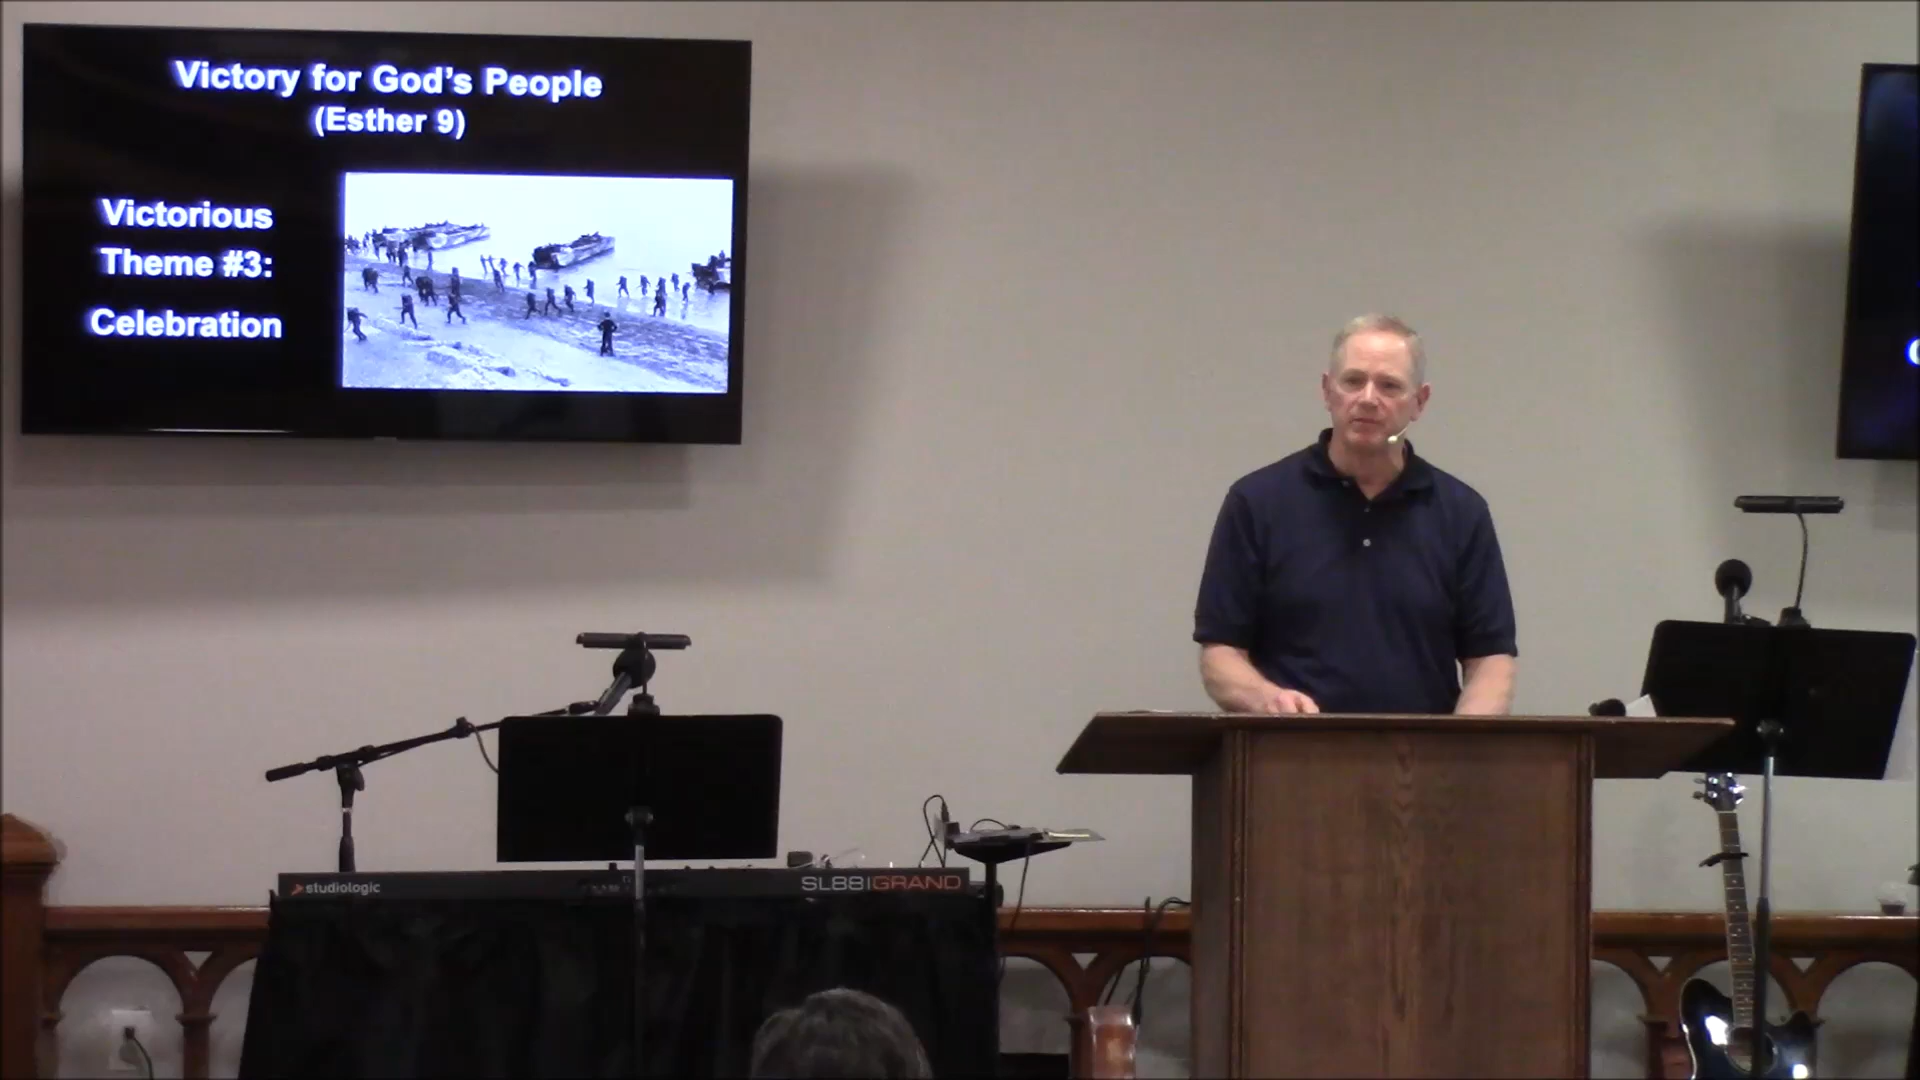 Victory for God's People
(Esther 9)
Victorious
Theme #3:
Celebration
studiologic
SL88|GRAND